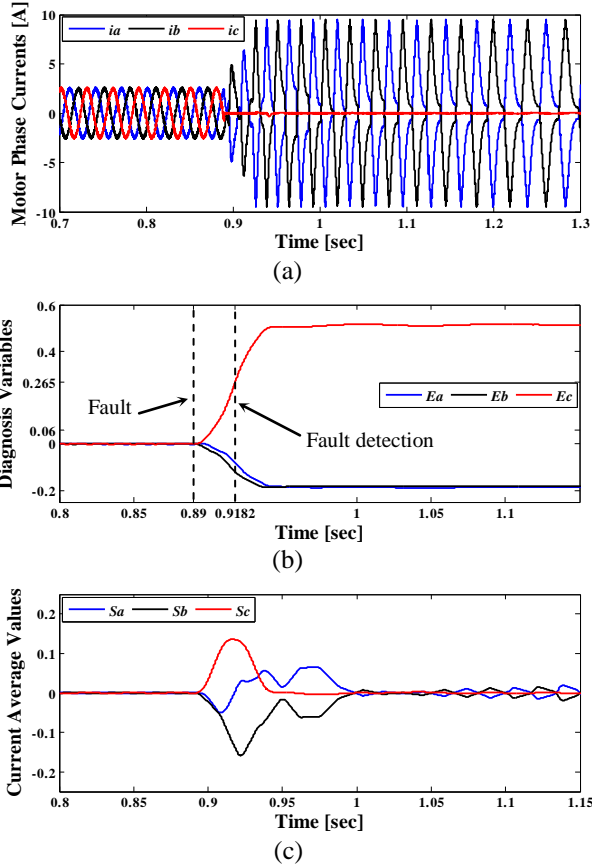 Motor Phase Currents [A]
10
5
0
-5
-10
ia ib ic
0.7 0.8 0.9 1 1.1 1.2 1.3
Time [sec]
(a)
Diagnosis Variables
0.6
0.4
0.265
0.06
0
-0.2
Fault
Fault detection
Ea Eb Ec
0.8 0.85 0.89 0.9182 1 1.05 1.1
Time [sec]
(b)
Current Average Values
Sa Sb Sc
0.2
0.1
0
-0.1
-0.2
0.8 0.85 0.9 0.95 1 1.05 1.1 1.15
Time [sec]
(c)